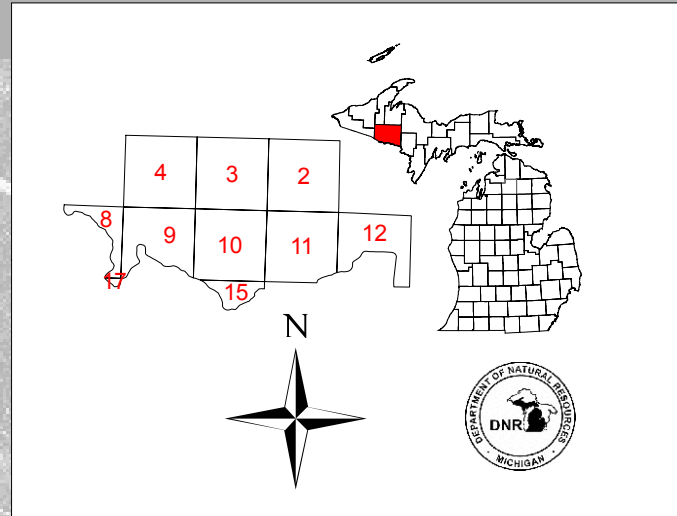 4 3 2
8 9 10 11 12
17 15
N
DEPARTMENT OF NATURAL RESOURCES
DNR
· MICHIGAN ·